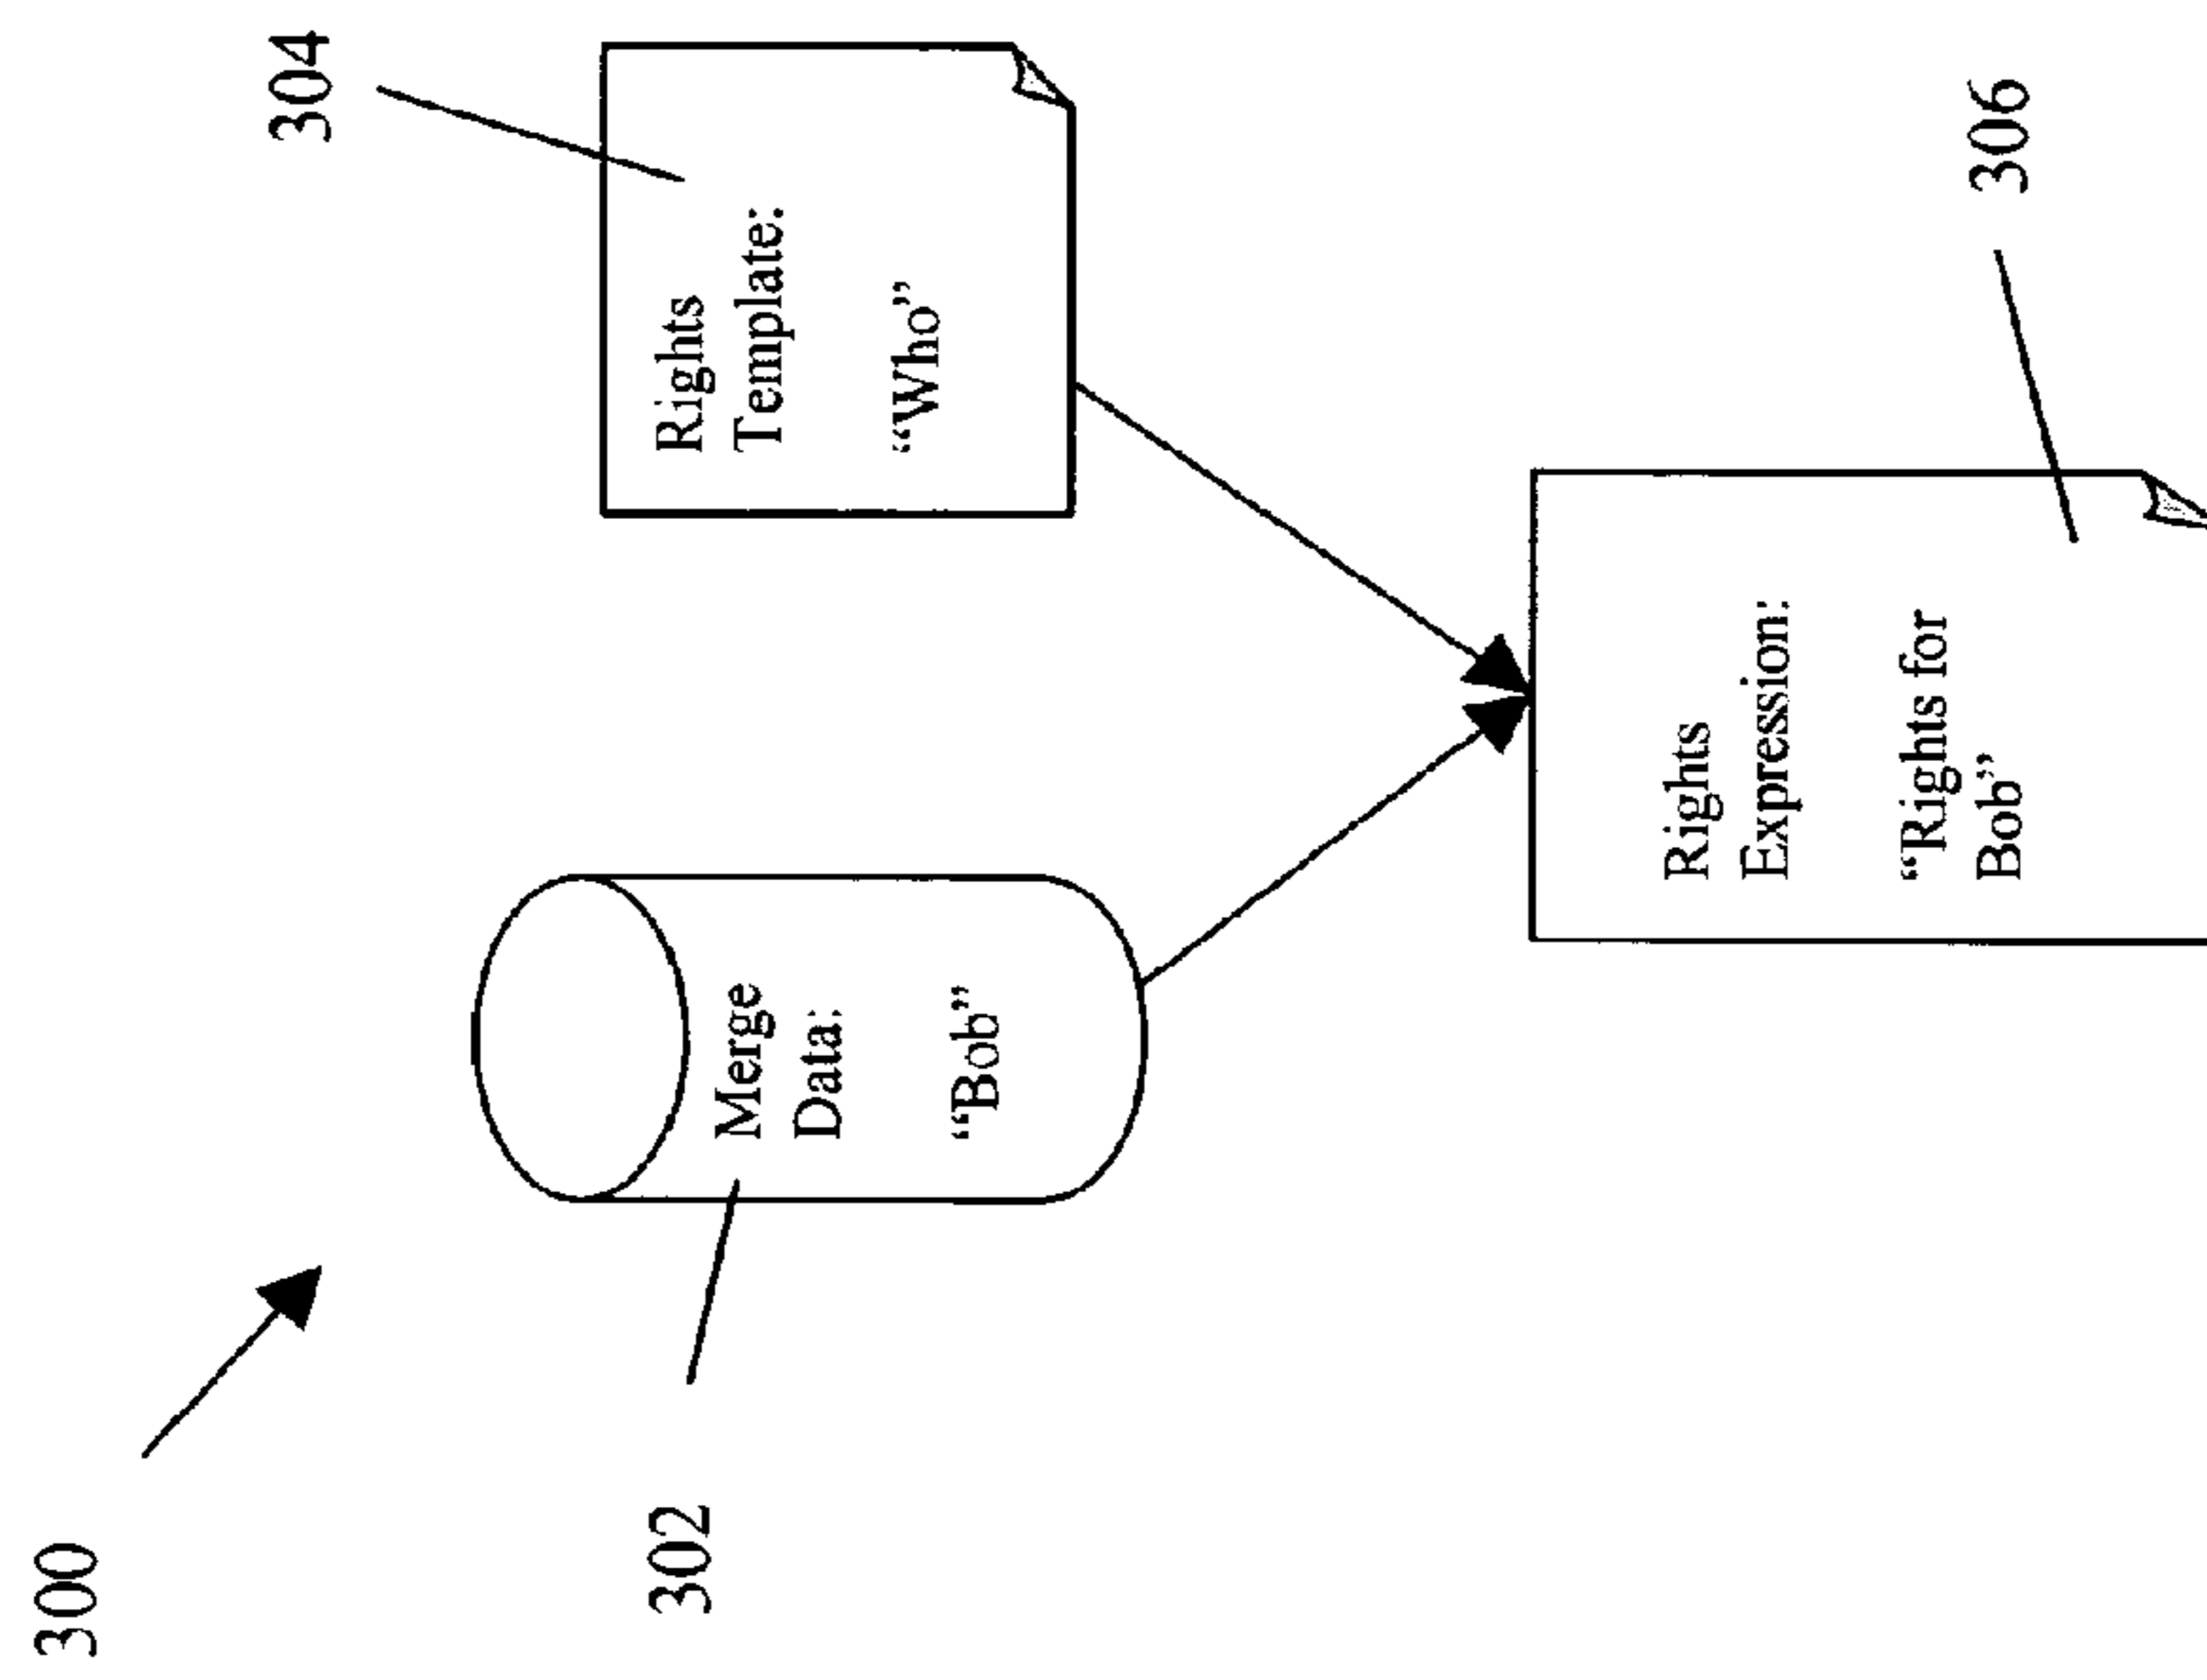 300
302
Merge
Data:
“Bob”
304
Rights
Template:
“Who”
306
Rights
Expression:
“Rights for
Bob”